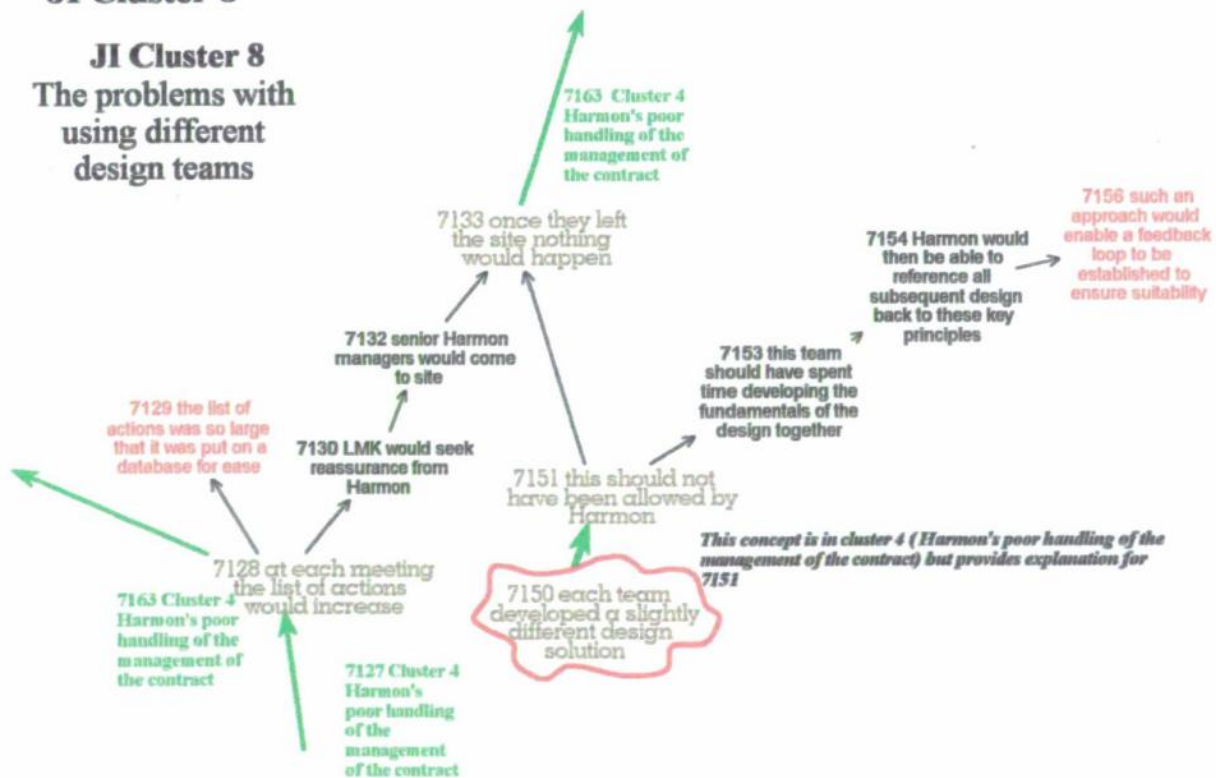 JI Cluster 8
The problems with
using different
design teams
7163 Cluster 4
Harmon's poor
handling of the
management of
the contract
7133 once they left
the site nothing
would happen
7156 such an
approach would
enable a feedback
loop to be
established to
ensure suitability
7154 Harmon would
then be able to
reference all
subsequent design
back to these key
principles
7132 senior Harmon
managers would come
to site
7153 this team
should have spent
time developing the
fundamentals of the
design together
7129 the list of
actions was so large
that it was put on a
database for ease
7130 LMK would seek
reassurance from
Harmon
7151 this should not
have been allowed by
Harmon
This concept is in cluster 4 ( Harmon's poor handling of the
management of the contract) but provides explanation for
7151
7128 at each meeting
the list of actions
would increase
7150 each team
developed a slightly
different design
solution
7163 Cluster 4
Harmon's poor
handling of the
management of
the contract
7127 Cluster 4
Harmon's
poor handling
of the
management
of the contract